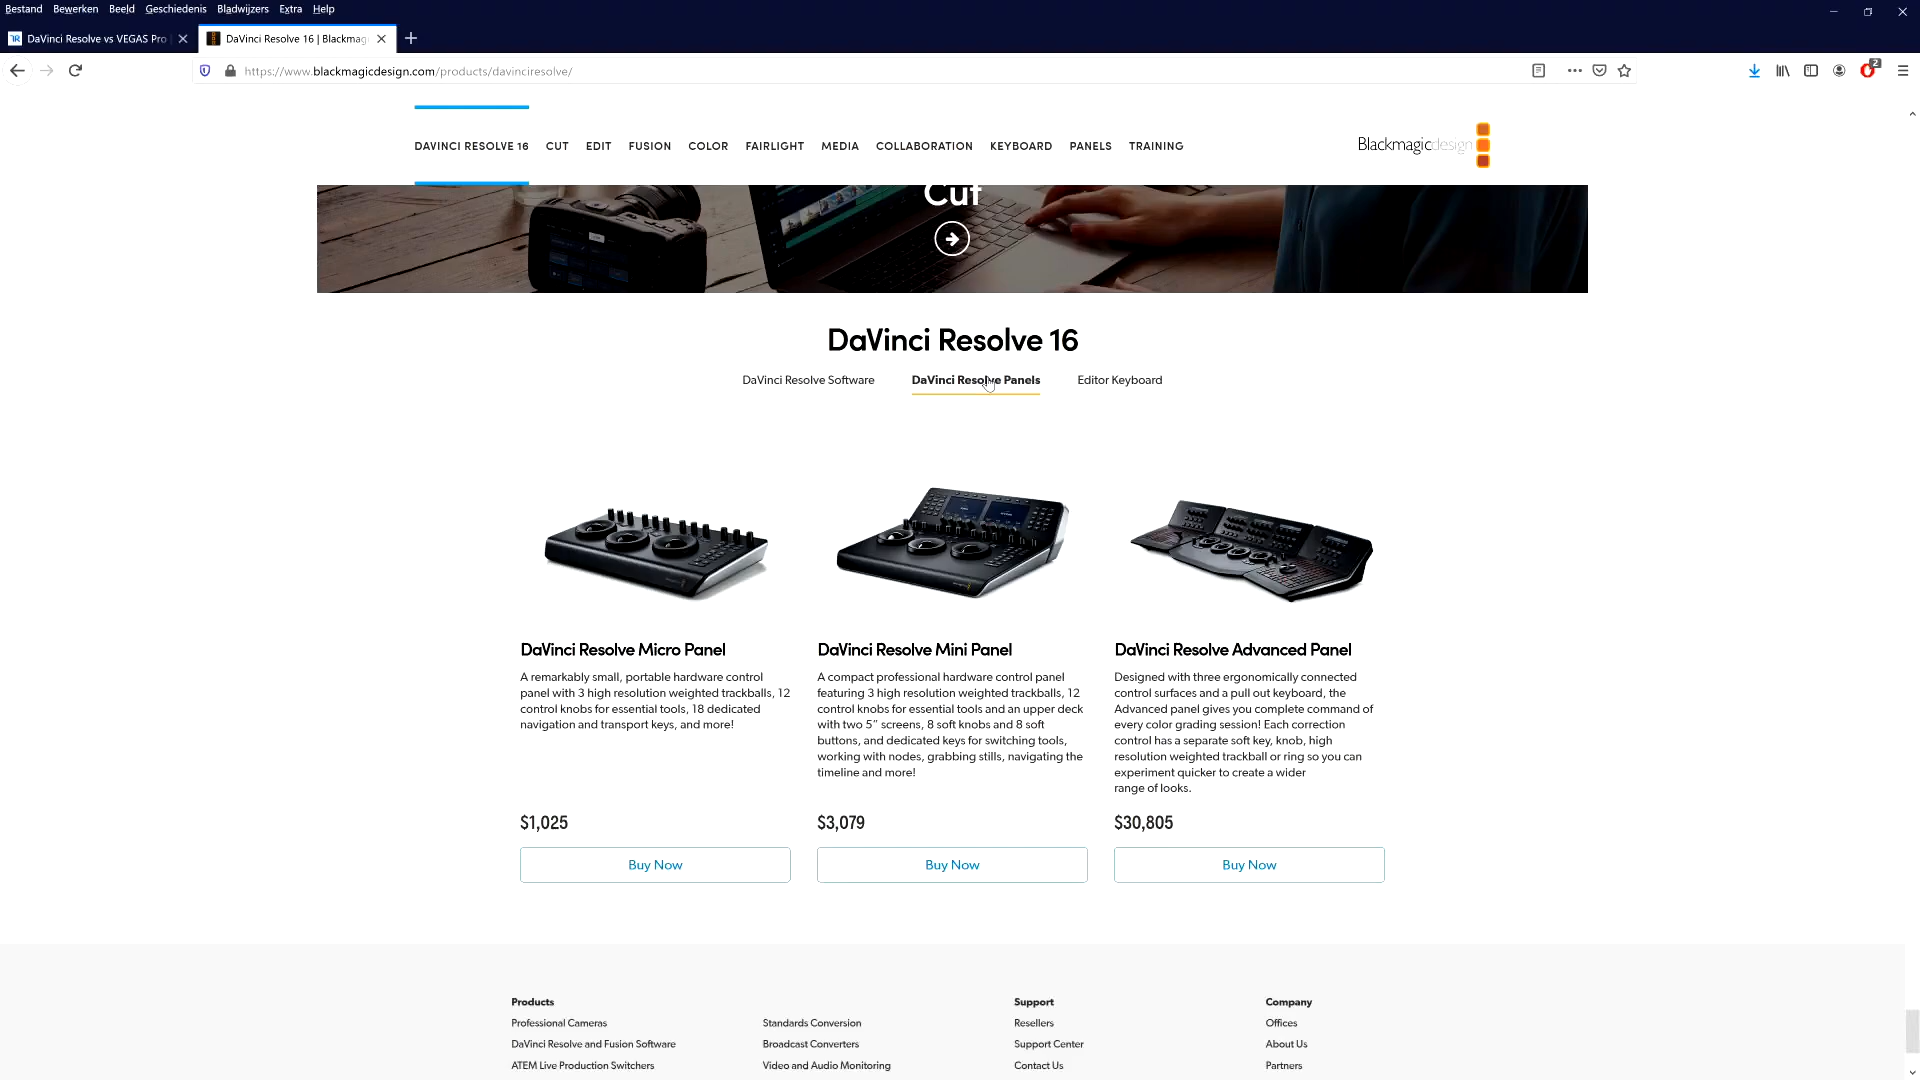 Bestand Bewerken Beeld Geschiedenis Bladwijzers Extra Help
DaVinci Resolve vs VEGAS Pro
DaVinci Resolve 16 | Blackmag
https://www.blackmagicdesign.com/products/davinciresolve/
2
DAVINCI RESOLVE 16 CUT EDIT FUSION COLOR FAIRLIGHT MEDIA COLLABORATION KEYBOARD PANELS TRAINING
Blackmagicdesign
Cut
DaVinci Resolve 16
DaVinci Resolve Software DaVinci Resolve Panels Editor Keyboard
DaVinci Resolve Micro Panel
A remarkably small, portable hardware control
panel with 3 high resolution weighted trackballs, 12
control knobs for essential tools, 18 dedicated
navigation and transport keys, and more!
$1,025
Buy Now
DaVinci Resolve Mini Panel
A compact professional hardware control panel
featuring 3 high resolution weighted trackballs, 12
control knobs for essential tools and an upper deck
with two 5” screens, 8 soft knobs and 8 soft
buttons, and dedicated keys for switching tools,
working with nodes, grabbing stills, navigating the
timeline and more!
$3,079
Buy Now
DaVinci Resolve Advanced Panel
Designed with three ergonomically connected
control surfaces and a pull out keyboard, the
Advanced panel gives you complete command of
every color grading session! Each correction
control has a separate soft key, knob, high
resolution weighted trackball or ring so you can
experiment quicker to create a wider
range of looks.
$30,805
Buy Now
Products
Professional Cameras
DaVinci Resolve and Fusion Software
ATEM Live Production Switchers
Standards Conversion
Broadcast Converters
Video and Audio Monitoring
Support
Resellers
Support Center
Contact Us
Company
Offices
About Us
Partners